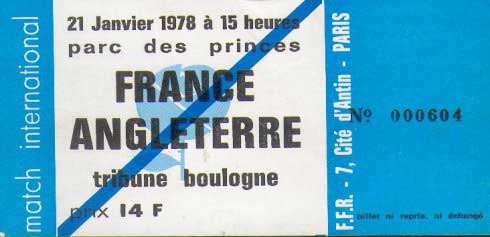 match international
21 Janvier 1978 à 15 heures
parc des princes
FRANCE
ANGLETERRE
tribune boulogne
prix 14 F
F.F.R. - 7, Cité d'Antin - PARIS
Nº 000604
billet ni repris, ni échangé